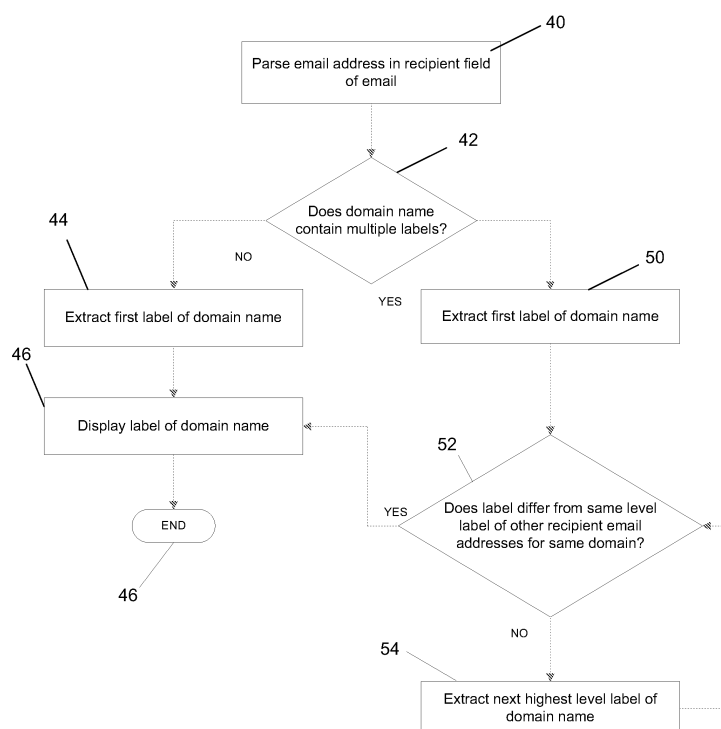 40
Parse email address in recipient field
of email
42
Does domain name
contain multiple labels?
44
NO
50
YES
Extract first label of domain name
Extract first label of domain name
46
Display label of domain name
52
YES
Does label differ from same level
label of other recipient email
addresses for same domain?
END
46
NO
54
Extract next highest level label of
domain name